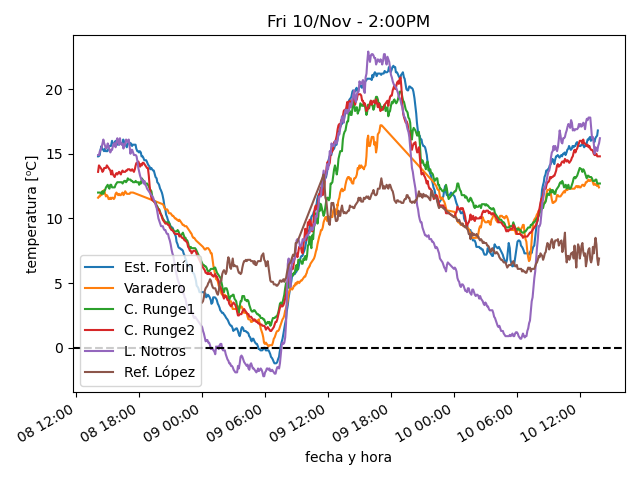 Fri 10/Nov - 2:00PM
temperatura [ºC]
20
15
10
5
0
Est. Fortín
Varadero
C. Runge1
C. Runge2
L. Notros
Ref. López
08 12:00
08 18:00
09 00:00
09 06:00
09 12:00
09 18:00
10 00:00
10 06:00
10 12:00
fecha y hora